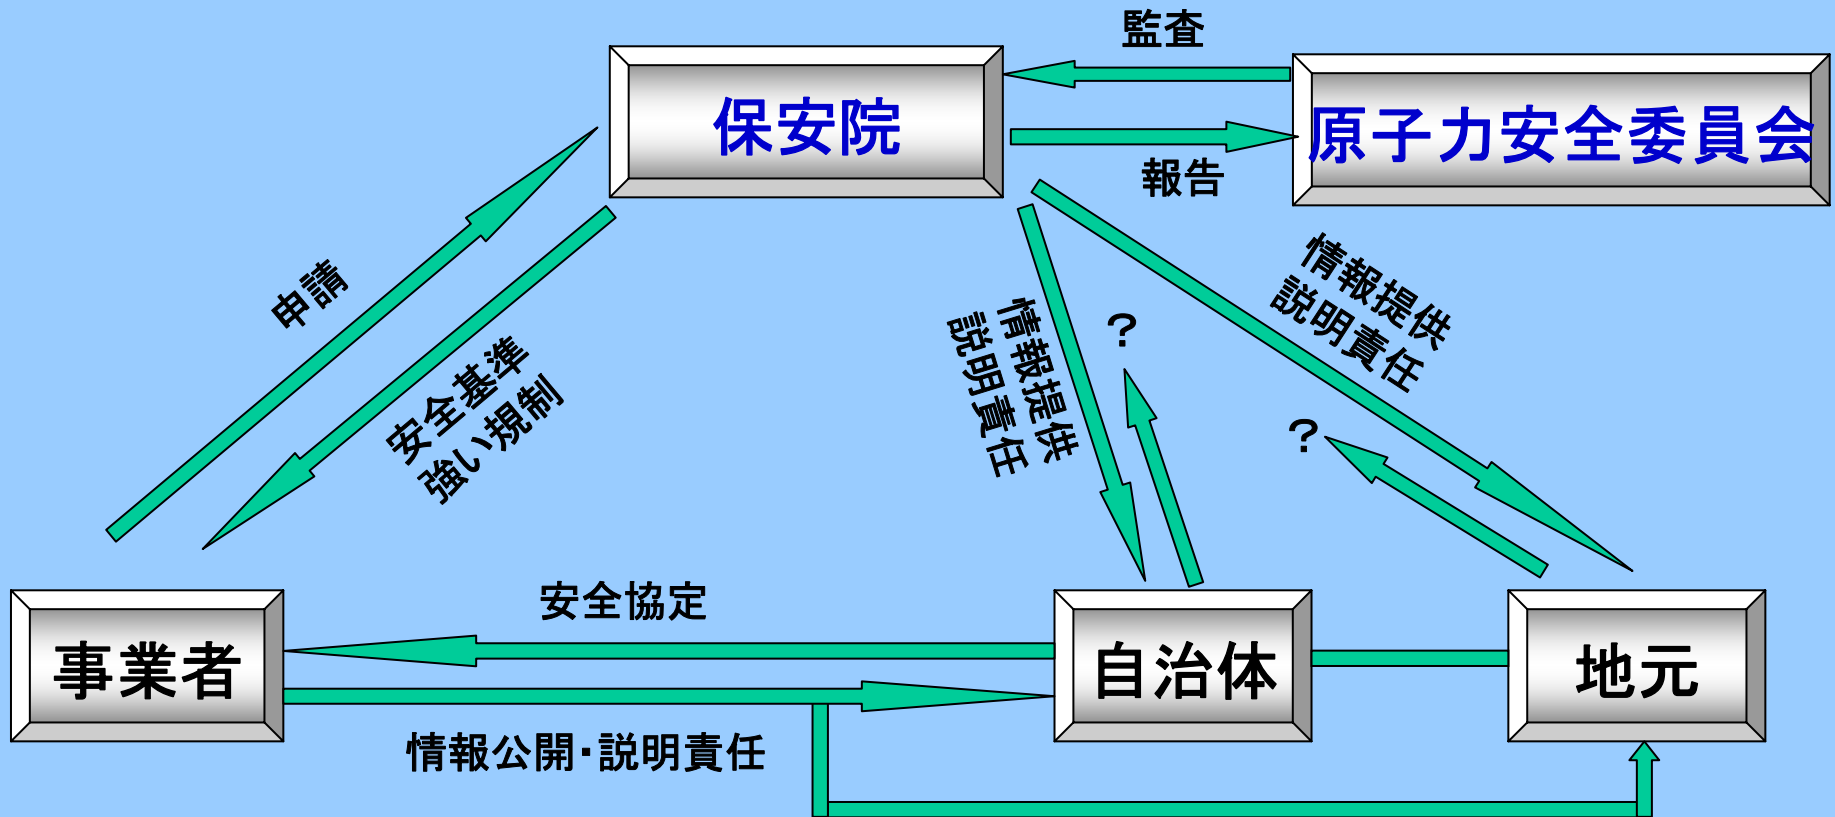 監査
保安院
原子力安全委員会
報告
申請
情報提供
説明責任
安全基準
強い規制
情報提供
説明責任
?
?
安全協定
事業者
自治体
地元
情報公開・説明責任